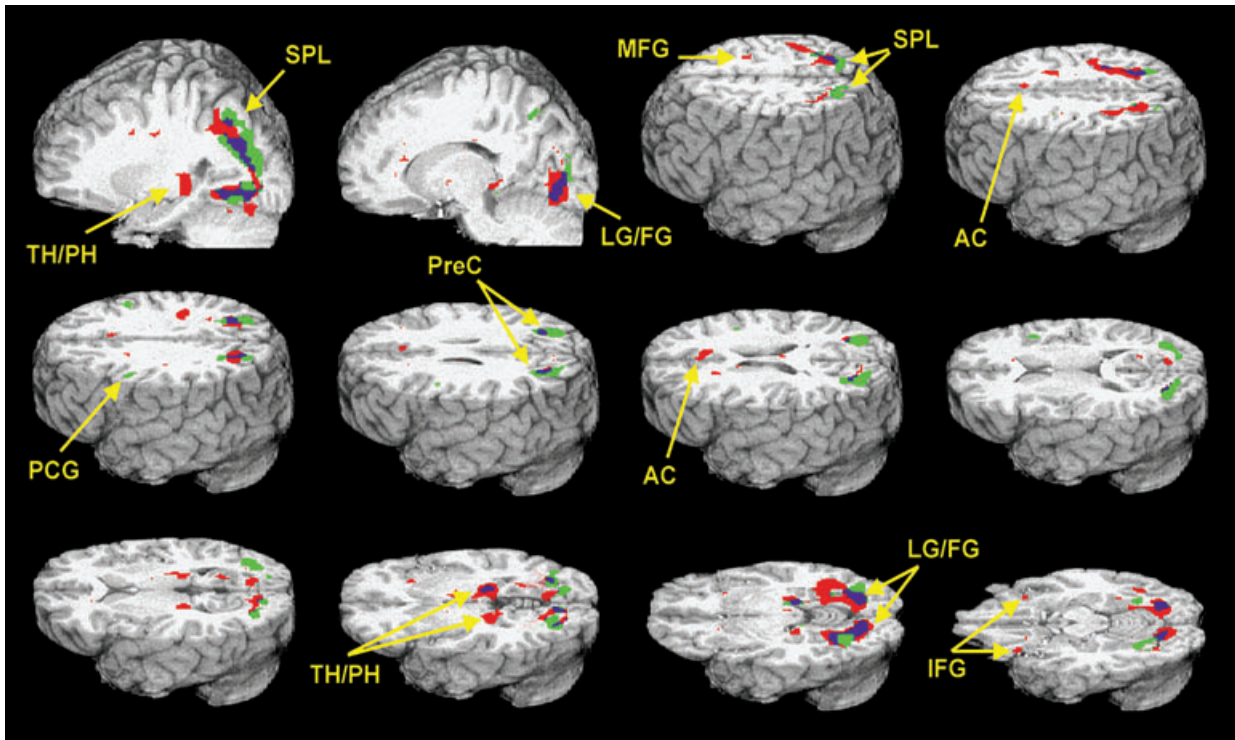 SPL
TH/PH
LG/FG
MFG
SPL
AC
PCG
PreC
AC
TH/PH
LG/FG
IFG